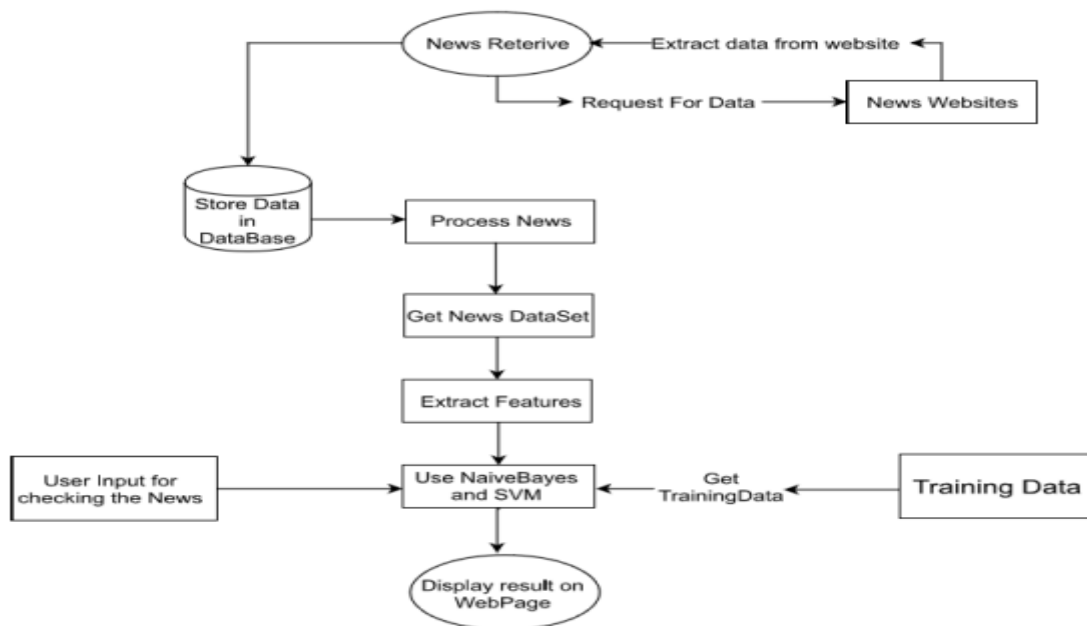 News Reterive
Extract data from website
Request For Data
News Websites
Store Data
in
DataBase
Process News
Get News DataSet
Extract Features
User Input for
checking the News
Use NaiveBayes
and SVM
Get
TrainingData
Training Data
Display result on
WebPage